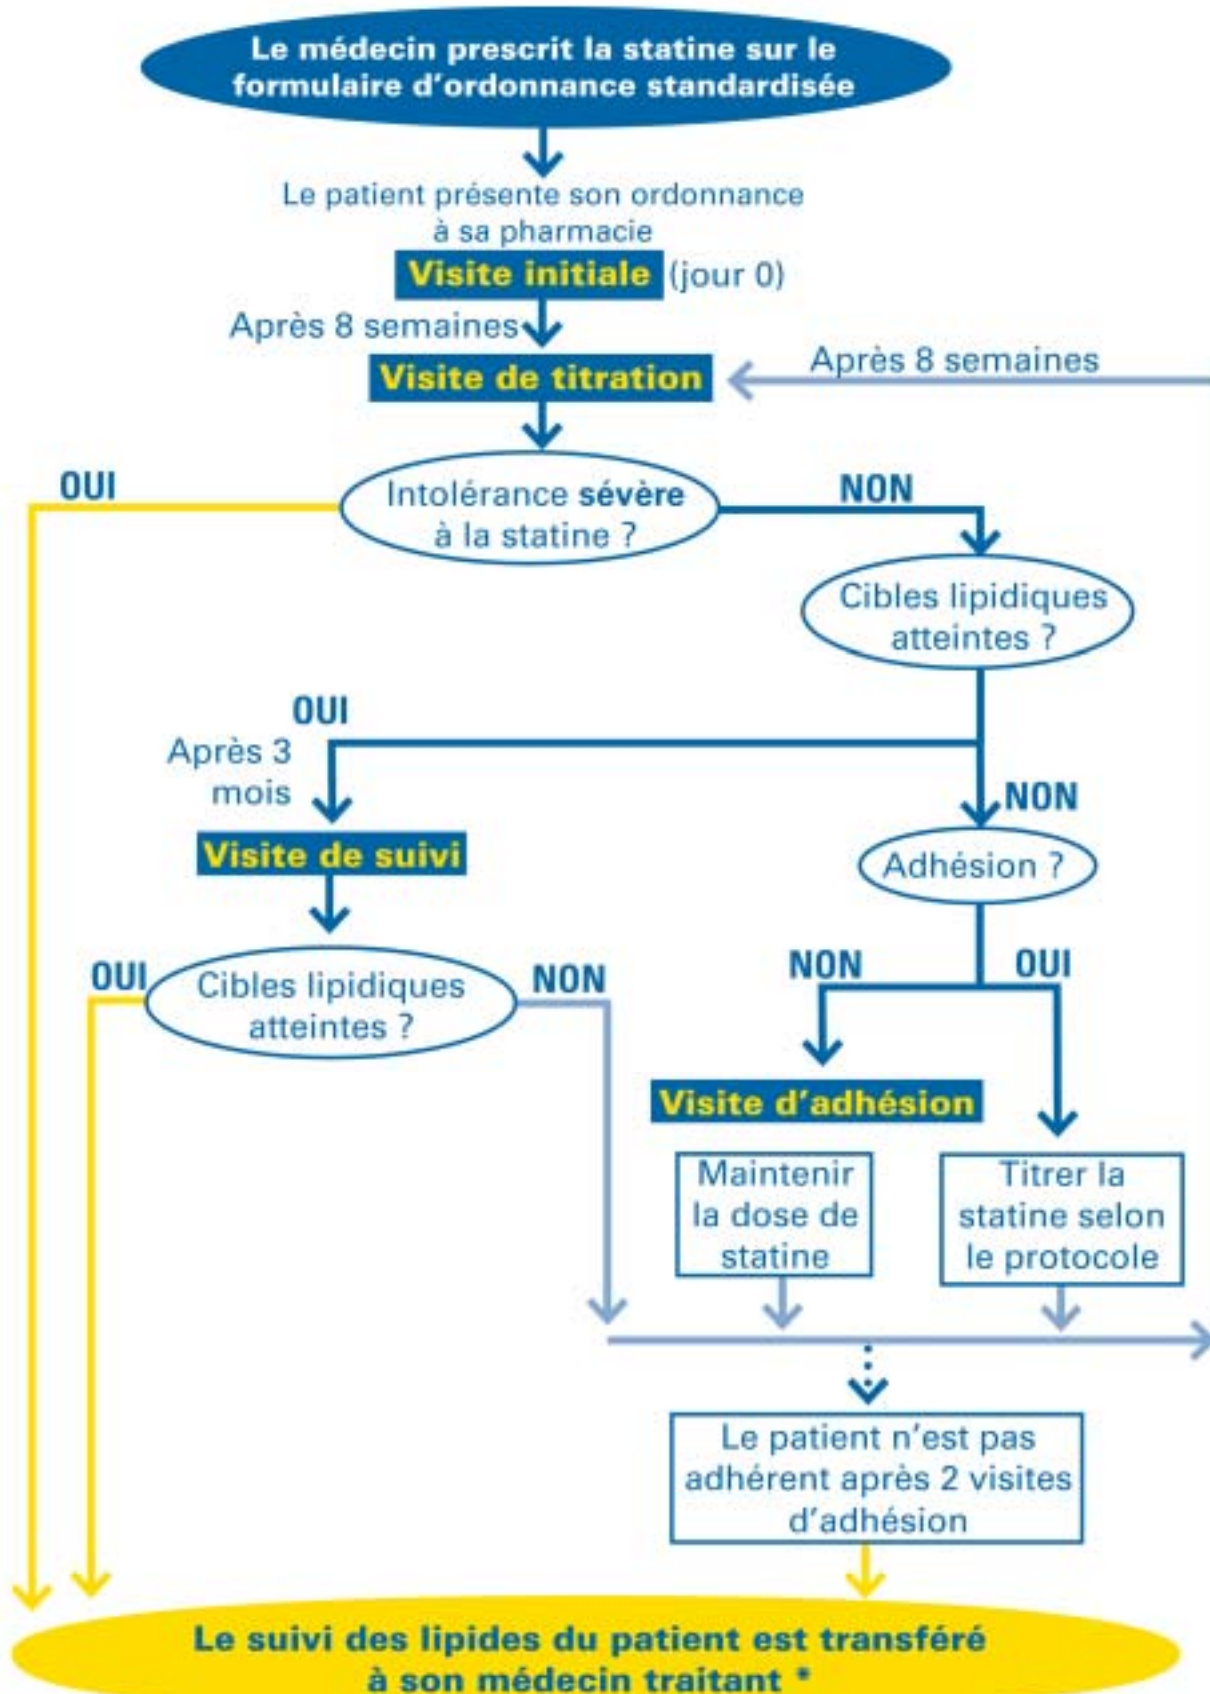 Le médecin prescrit la statine sur le
formulaire d'ordonnance standardisée
Le patient présente son ordonnance
à sa pharmacie
Visite initiale (jour 0)
Après 8 semaines
Visite de titration
Après 8 semaines
OUI
Intolérance sévère
à la statine ?
NON
Cibles lipidiques
atteintes ?
OUI
Après 3
mois
NON
Visite de suivi
Adhésion ?
OUI
Cibles lipidiques
atteintes ?
NON
NON
OUI
Visite d'adhésion
Maintenir
la dose de
statine
Titrer la
statine selon
le protocole
Le patient n'est pas
adhérent après 2 visites
d'adhésion
Le suivi des lipides du patient est transféré
à son médecin traitant *